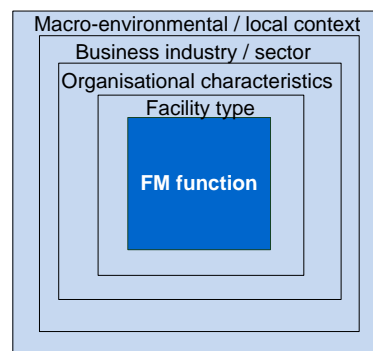 Macro-environmental / local context
Business industry / sector
Organisational characteristics
Facility type
FM function